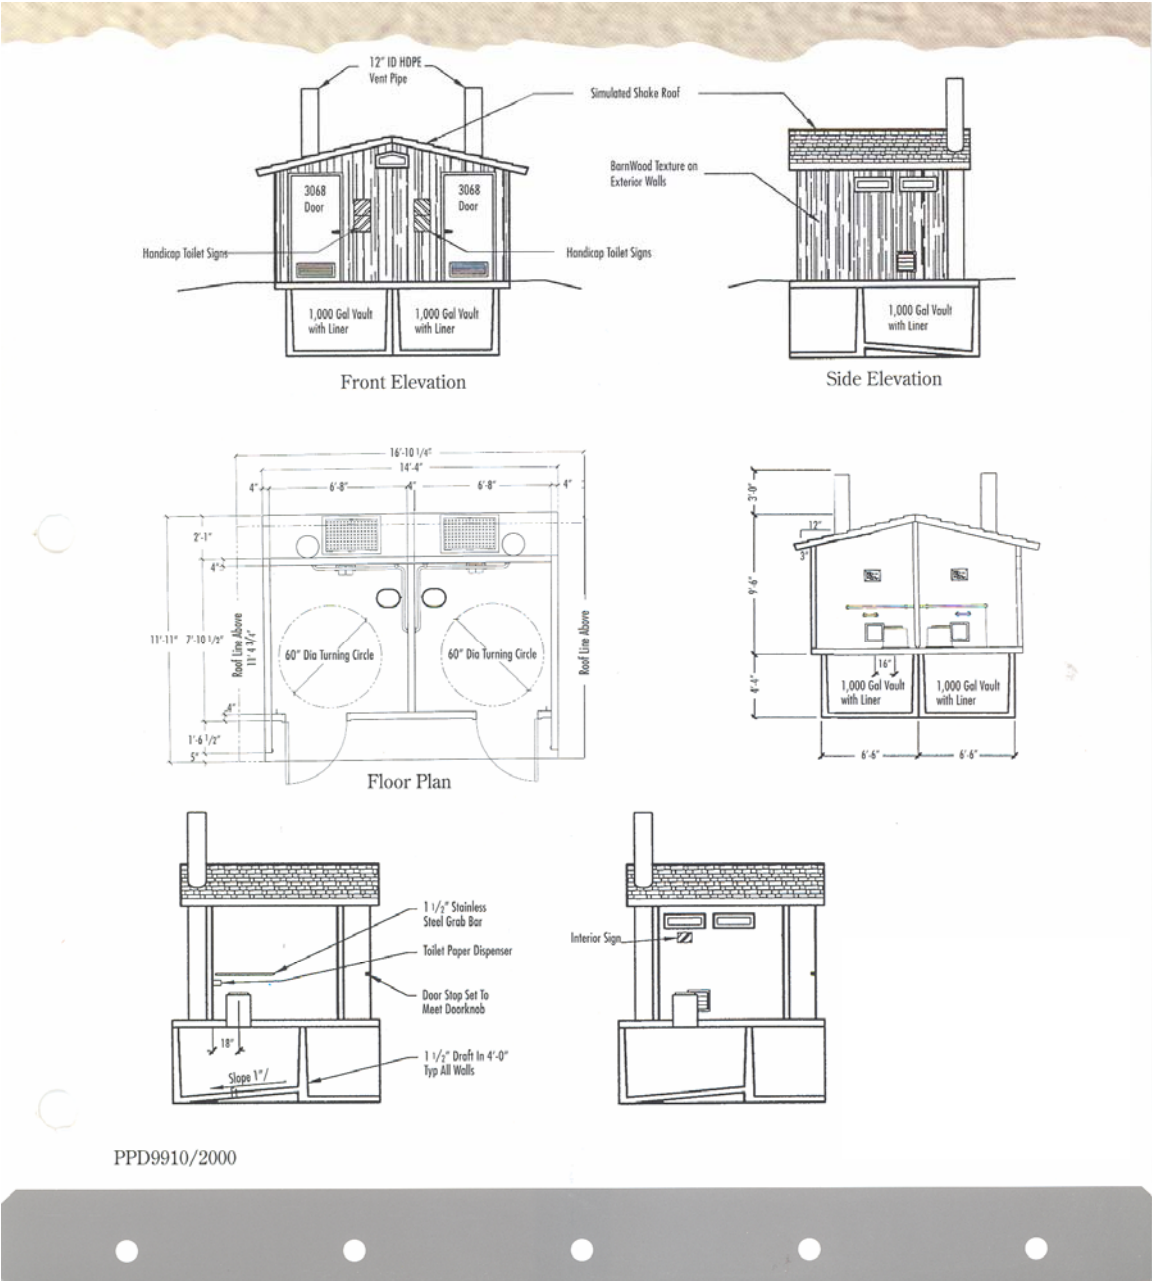 12" ID HDPE
Vent Pipe
Simulated Shake Roof
BarnWood Texture on
Exterior Walls
3068
Door
3068
Door
Handicap Toilet Signs
Handicap Toilet Signs
1,000 Gal Vault
with Liner
1,000 Gal Vault
with Liner
1,000 Gal Vault
with Liner
Front Elevation
Side Elevation
16'-10 1/4"
14'-4"
4"
6'-8"
4"
6'-8"
4"
2'-1"
4"
11'-11"
7'-10 1/2"
Roof Line Above
11' 4 3/4"
60" Dia Turning Circle
60" Dia Turning Circle
Roof Line Above
4"
1'-6 1/2"
5"
Floor Plan
3'-0"
12"
3"
9'-6"
16"
4'-4"
1,000 Gal Vault
with Liner
1,000 Gal Vault
with Liner
6'-6"
6'-6"
1 1/2" Stainless
Steel Grab Bar
Toilet Paper Dispenser
Door Stop Set To
Meet Doorknob
18"
1 1/2" Draft In 4'-0"
Typ All Walls
Slope 1"/
Interior Sign
PPD9910/2000